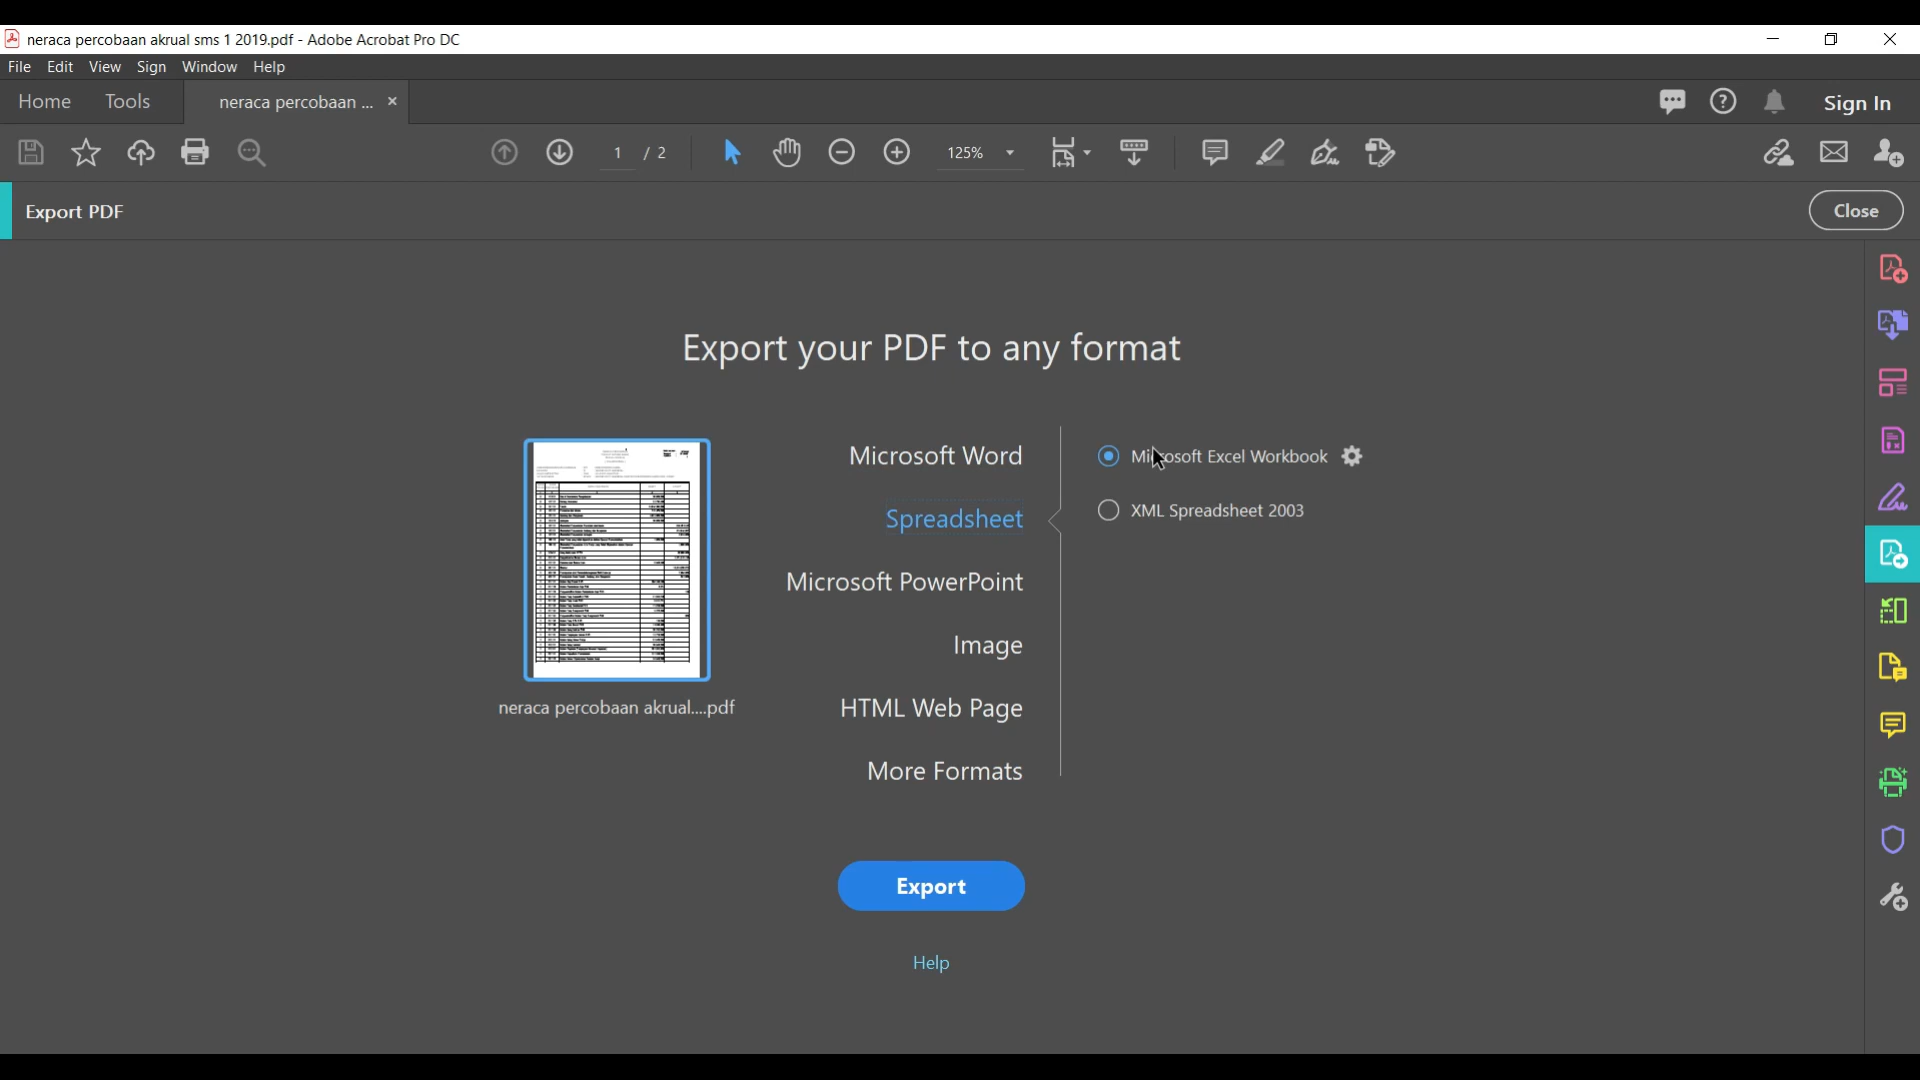 neraca percobaan akrual sms 1 2019.pdf - Adobe Acrobat Pro DC
File Edit View Sign Window Help
Home Tools neraca percobaan ... × Sign In
1 / 2 125%
Export PDF Close
Export your PDF to any format
Microsoft Word
Spreadsheet
Microsoft PowerPoint
Image
HTML Web Page
More Formats
Microsoft Excel Workbook
XML Spreadsheet 2003
neraca percobaan akrual....pdf
Export
Help